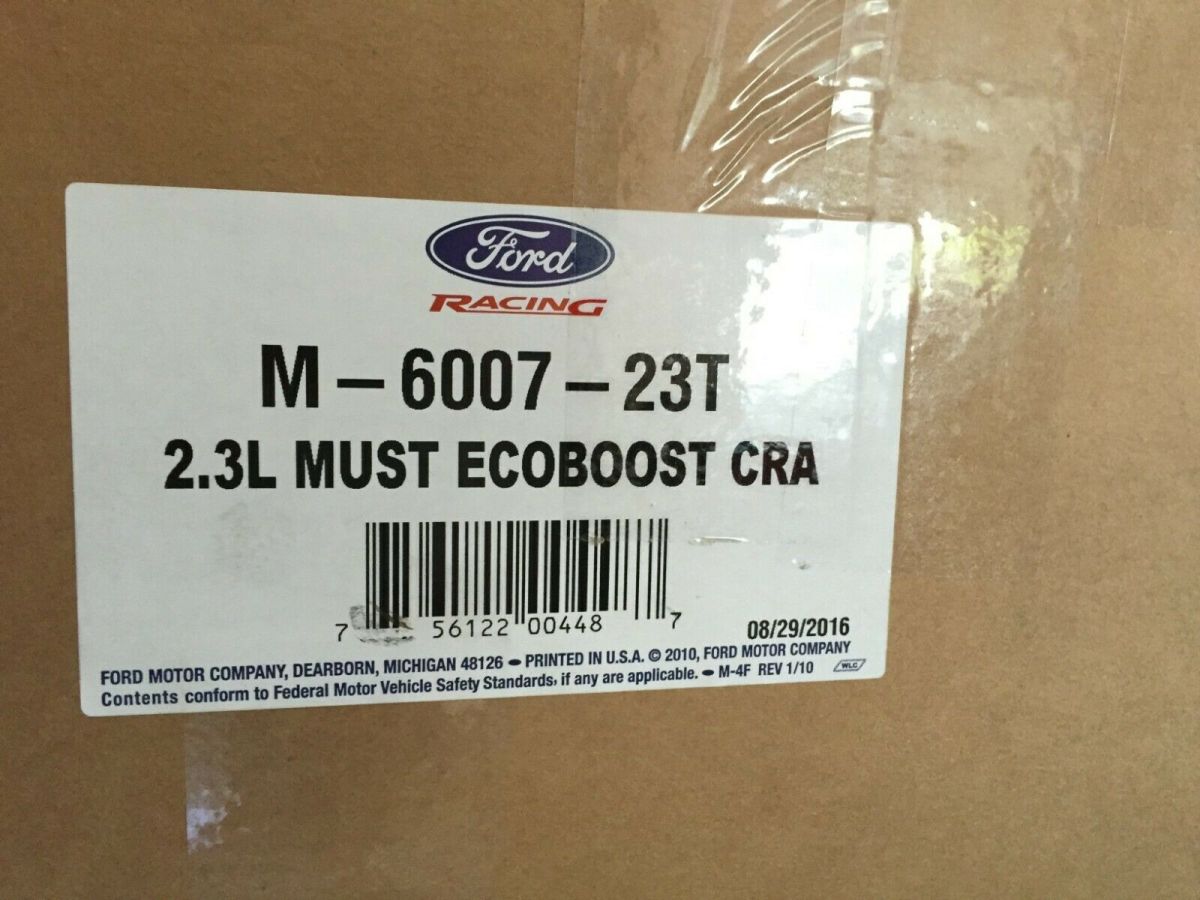 Ford
RACING
M-6007-23T
2.3L MUST ECOBOOST CRA
7 56122 00448 7
08/29/2016
FORD MOTOR COMPANY, DEARBORN, MICHIGAN 48126 • PRINTED IN U.S.A. © 2010, FORD MOTOR COMPANY
Contents conform to Federal Motor Vehicle Safety Standards, if any are applicable. • M-4F REV 1/10 WLC